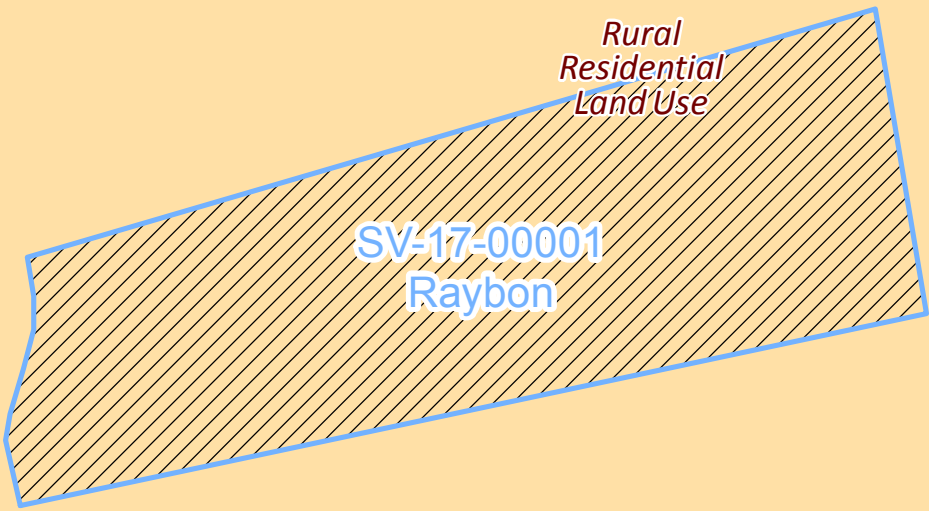 Rural
Residential
Land Use
SV-17-00001
Raybon